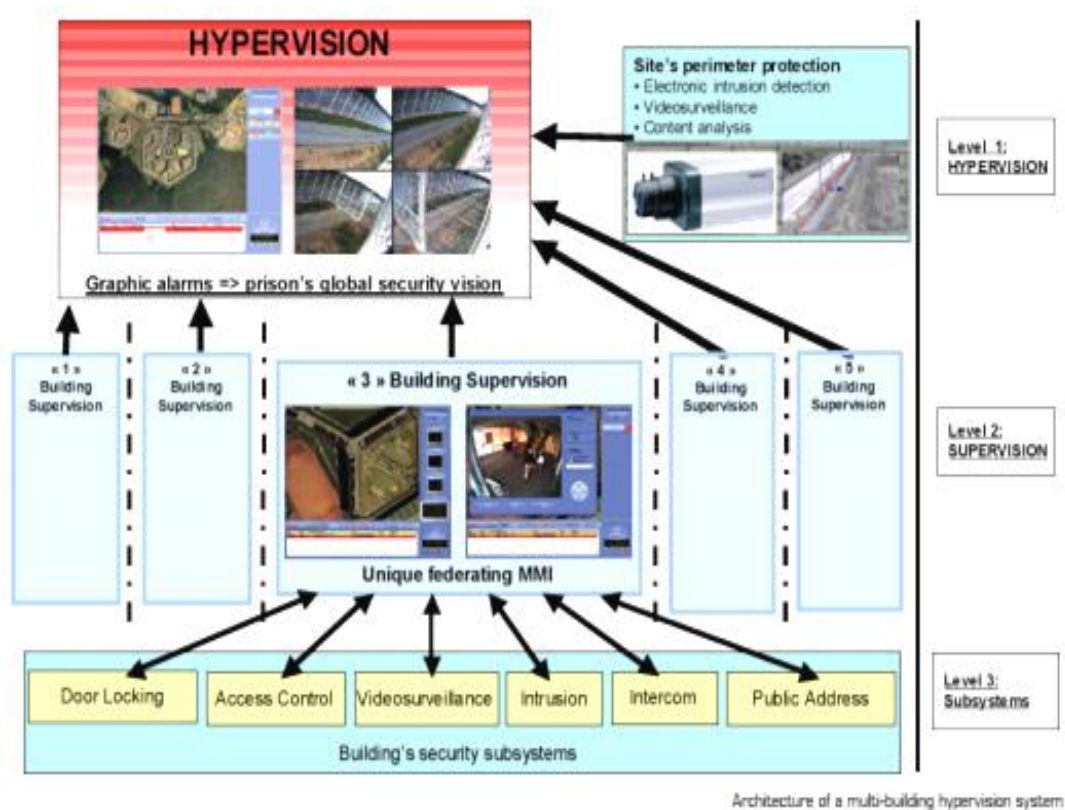 HYPERVISION
Graphic alarms => prison's global security vision
Site's perimeter protection
• Electronic intrusion detection
• Videosurveillance
• Content analysis
Level 1:
HYPERVISION
« 1 »
Building
Supervision
« 2 »
Building
Supervision
« 3 » Building Supervision
Unique federating MMI
« 4 »
Building
Supervision
« 5 »
Building
Supervision
Level 2:
SUPERVISION
Door Locking
Access Control
Videosurveillance
Intrusion
Intercom
Public Address
Building's security subsystems
Level 3:
Subsystems
Architecture of a multi-building hypervision system